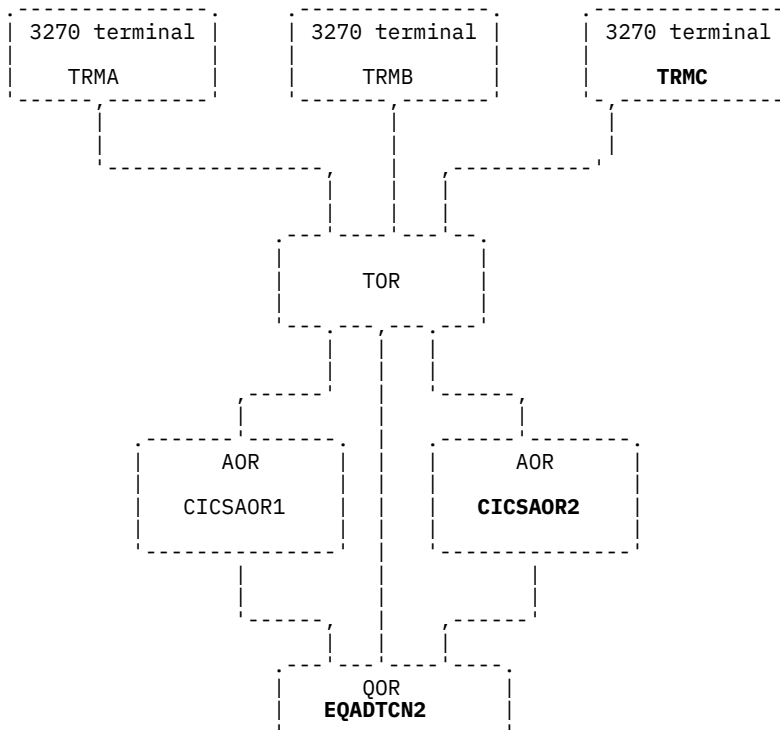 3270 terminal 3270 terminal 3270 terminal
TRMA TRMB TRMC
TOR
AOR AOR
CICSAOR1 CICSAOR2
QOR
EQADTCN2